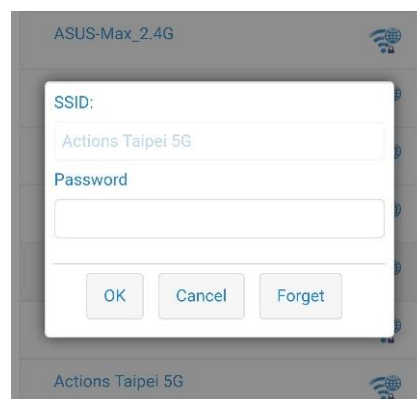 ASUS-Max_2.4G
SSID:
Actions Taipei 5G
Password
OK Cancel Forget
Actions Taipei 5G